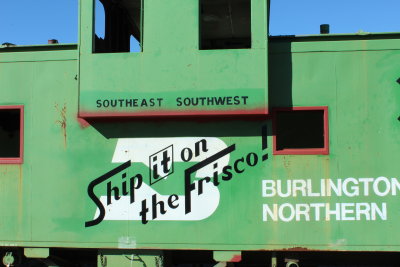 SOUTHEAST SOUTHWEST
Ship it on
the Frisco!
BURLINGTON
NORTHERN